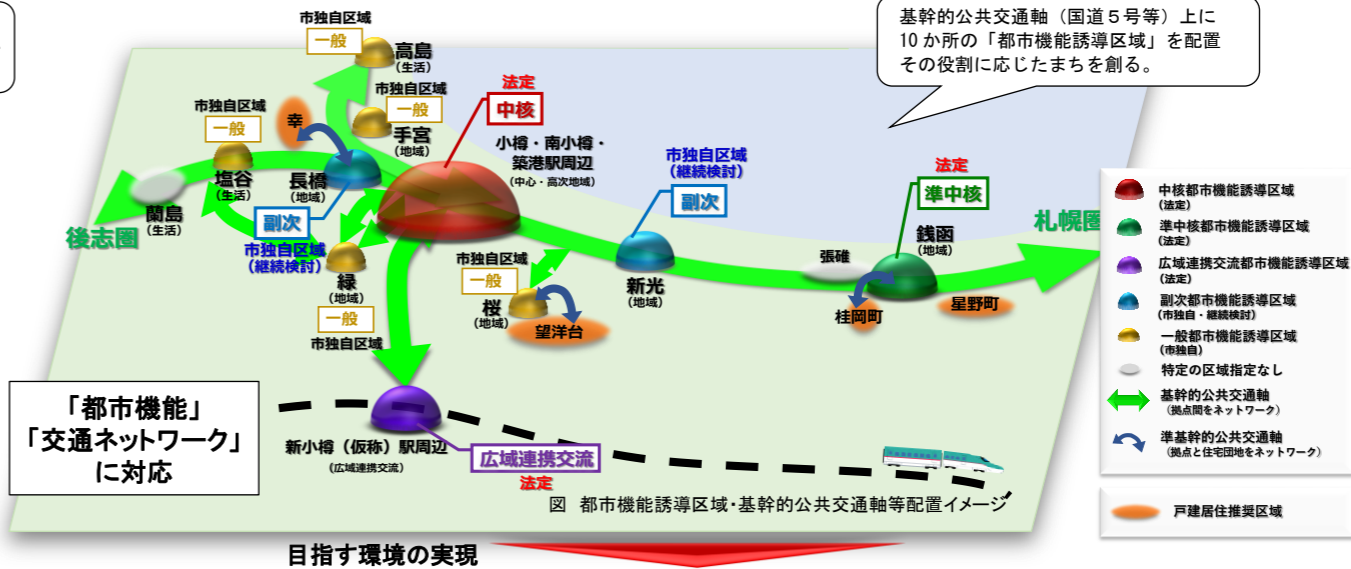 基幹的公共交通軸（国道５号等）上に
10 か所の「都市機能誘導区域」を配置
その役割に応じたまちを創る。
市独自区域
一般
高島
(生活)
市独自区域
一般
手宮
(地域)
市独自区域
一般
塩谷
(生活)
幸
長橋
(地域)
副次
市独自区域
(継続検討)
蘭島
(生活)
後志圏
法定
中核
小樽・南小樽・
築港駅周辺
(中心・高次地域)
緑
(地域)
一般
市独自区域
市独自区域
一般
桜
(地域)
望洋台
市独自区域
(継続検討)
副次
新光
(地域)
法定
準中核
銭函
(地域)
張碓
桂岡町
星野町
札幌圏
新小樽（仮称）駅周辺
(広域連携交流)
広域連携交流
法定
「都市機能」
「交通ネットワーク」
に対応
図 都市機能誘導区域・基幹的公共交通軸等配置イメージ
目指す環境の実現
中核都市機能誘導区域
(法定)
準中核都市機能誘導区域
(法定)
広域連携交流都市機能誘導区域
(法定)
副次都市機能誘導区域
(市独自・継続検討)
一般都市機能誘導区域
(市独自)
特定の区域指定なし
基幹的公共交通軸
(拠点間をネットワーク)
準基幹的公共交通軸
(拠点と住宅団地をネットワーク)
戸建居住推奨区域